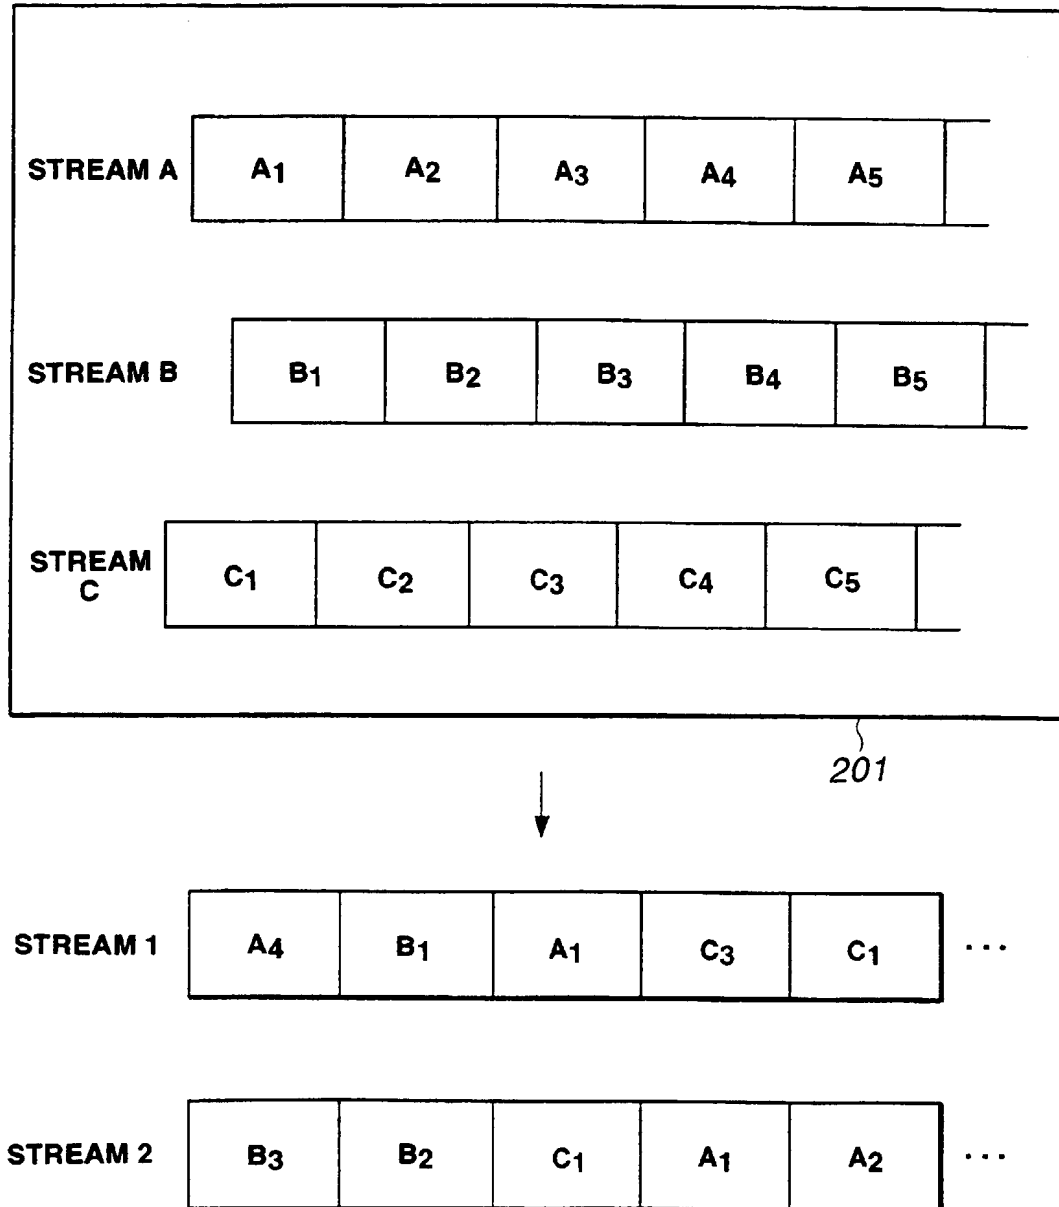 STREAM A A1 A2 A3 A4 A5
STREAM B B1 B2 B3 B4 B5
STREAM
C C1 C2 C3 C4 C5
201
STREAM 1 A4 B1 A1 C3 C1 ...
STREAM 2 B3 B2 C1 A1 A2 ...